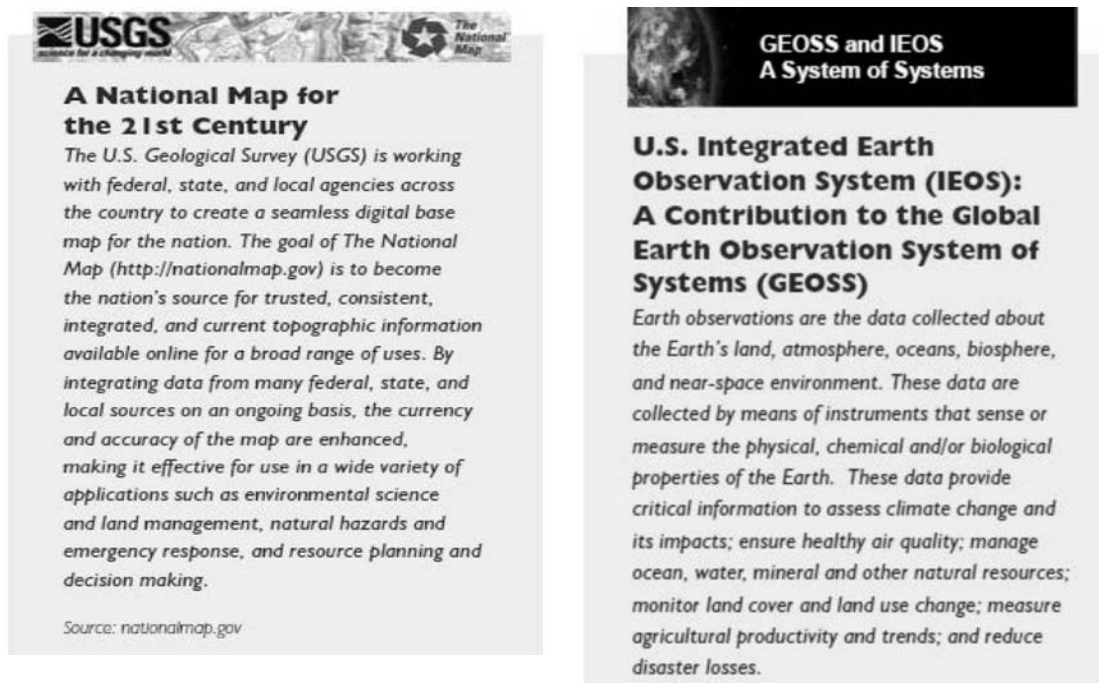 USGS
science for a changing world
The
National
Map
A National Map for
the 21st Century
The U.S. Geological Survey (USGS) is working
with federal, state, and local agencies across
the country to create a seamless digital base
map for the nation. The goal of The National
Map (http://nationalmap.gov) is to become
the nation's source for trusted, consistent,
integrated, and current topographic information
available online for a broad range of uses. By
integrating data from many federal, state, and
local sources on an ongoing basis, the currency
and accuracy of the map are enhanced,
making it effective for use in a wide variety of
applications such as environmental science
and land management, natural hazards and
emergency response, and resource planning and
decision making.
Source: nationalmap.gov
GEOSS and IEOS
A System of Systems
U.S. Integrated Earth
Observation System (IEOS):
A Contribution to the Global
Earth Observation System of
Systems (GEOSS)
Earth observations are the data collected about
the Earth's land, atmosphere, oceans, biosphere,
and near-space environment. These data are
collected by means of instruments that sense or
measure the physical, chemical and/or biological
properties of the Earth. These data provide
critical information to assess climate change and
its impacts; ensure healthy air quality; manage
ocean, water, mineral and other natural resources;
monitor land cover and land use change; measure
agricultural productivity and trends; and reduce
disaster losses.